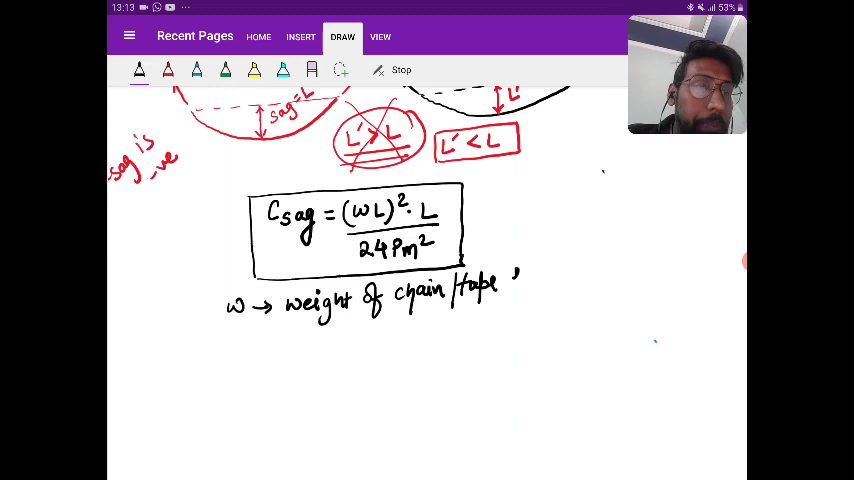 13:13
53%
Recent Pages HOME INSERT DRAW VIEW
Stop
sag = L
L' > L
L' < L
L'
sag is
-ve
Csag = (wL)². L
24Pm²
w → weight of chain/tape '